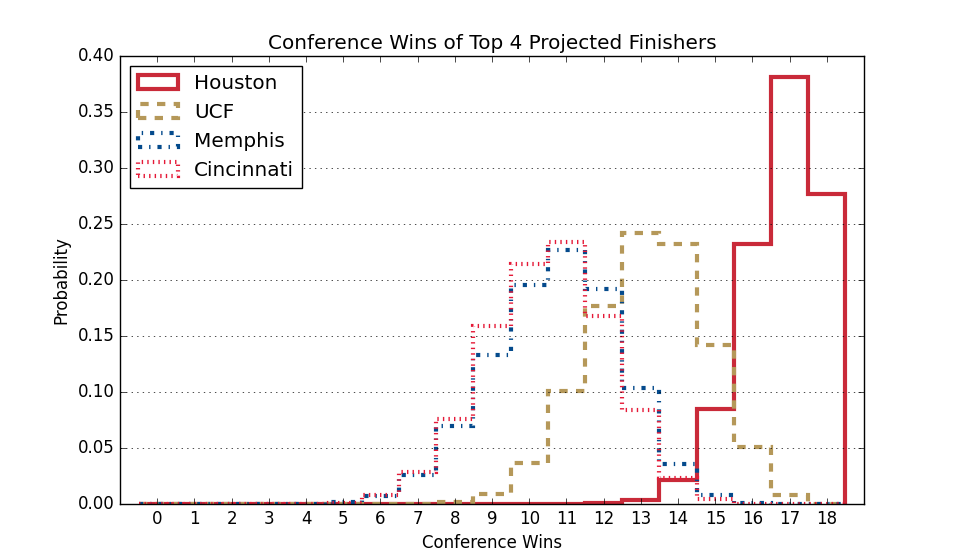 Conference Wins of Top 4 Projected Finishers
0.40
0.35
0.30
0.25
0.20
0.15
0.10
0.05
0.00
Probability
Houston
UCF
Memphis
Cincinnati
0 1 2 3 4 5 6 7 8 9 10 11 12 13 14 15 16 17 18
Conference Wins